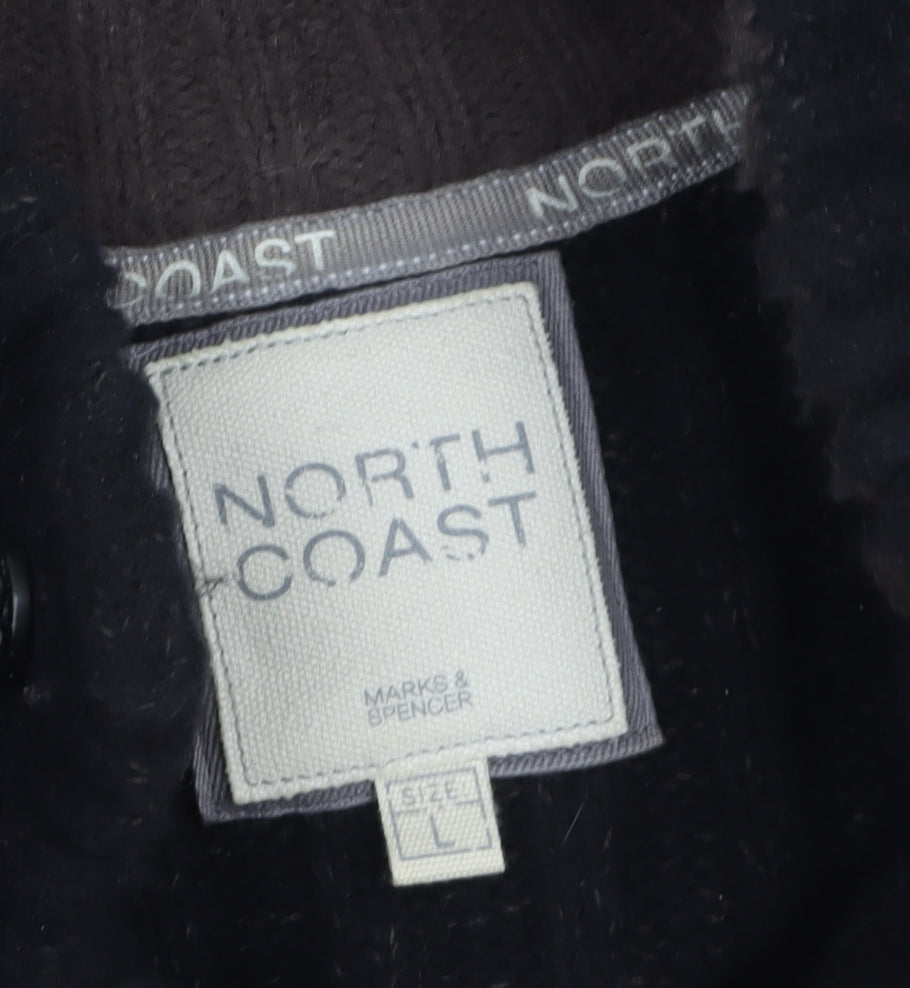 COAST NORTH
NORTH
COAST
MARKS &
SPENCER
SIZE
L